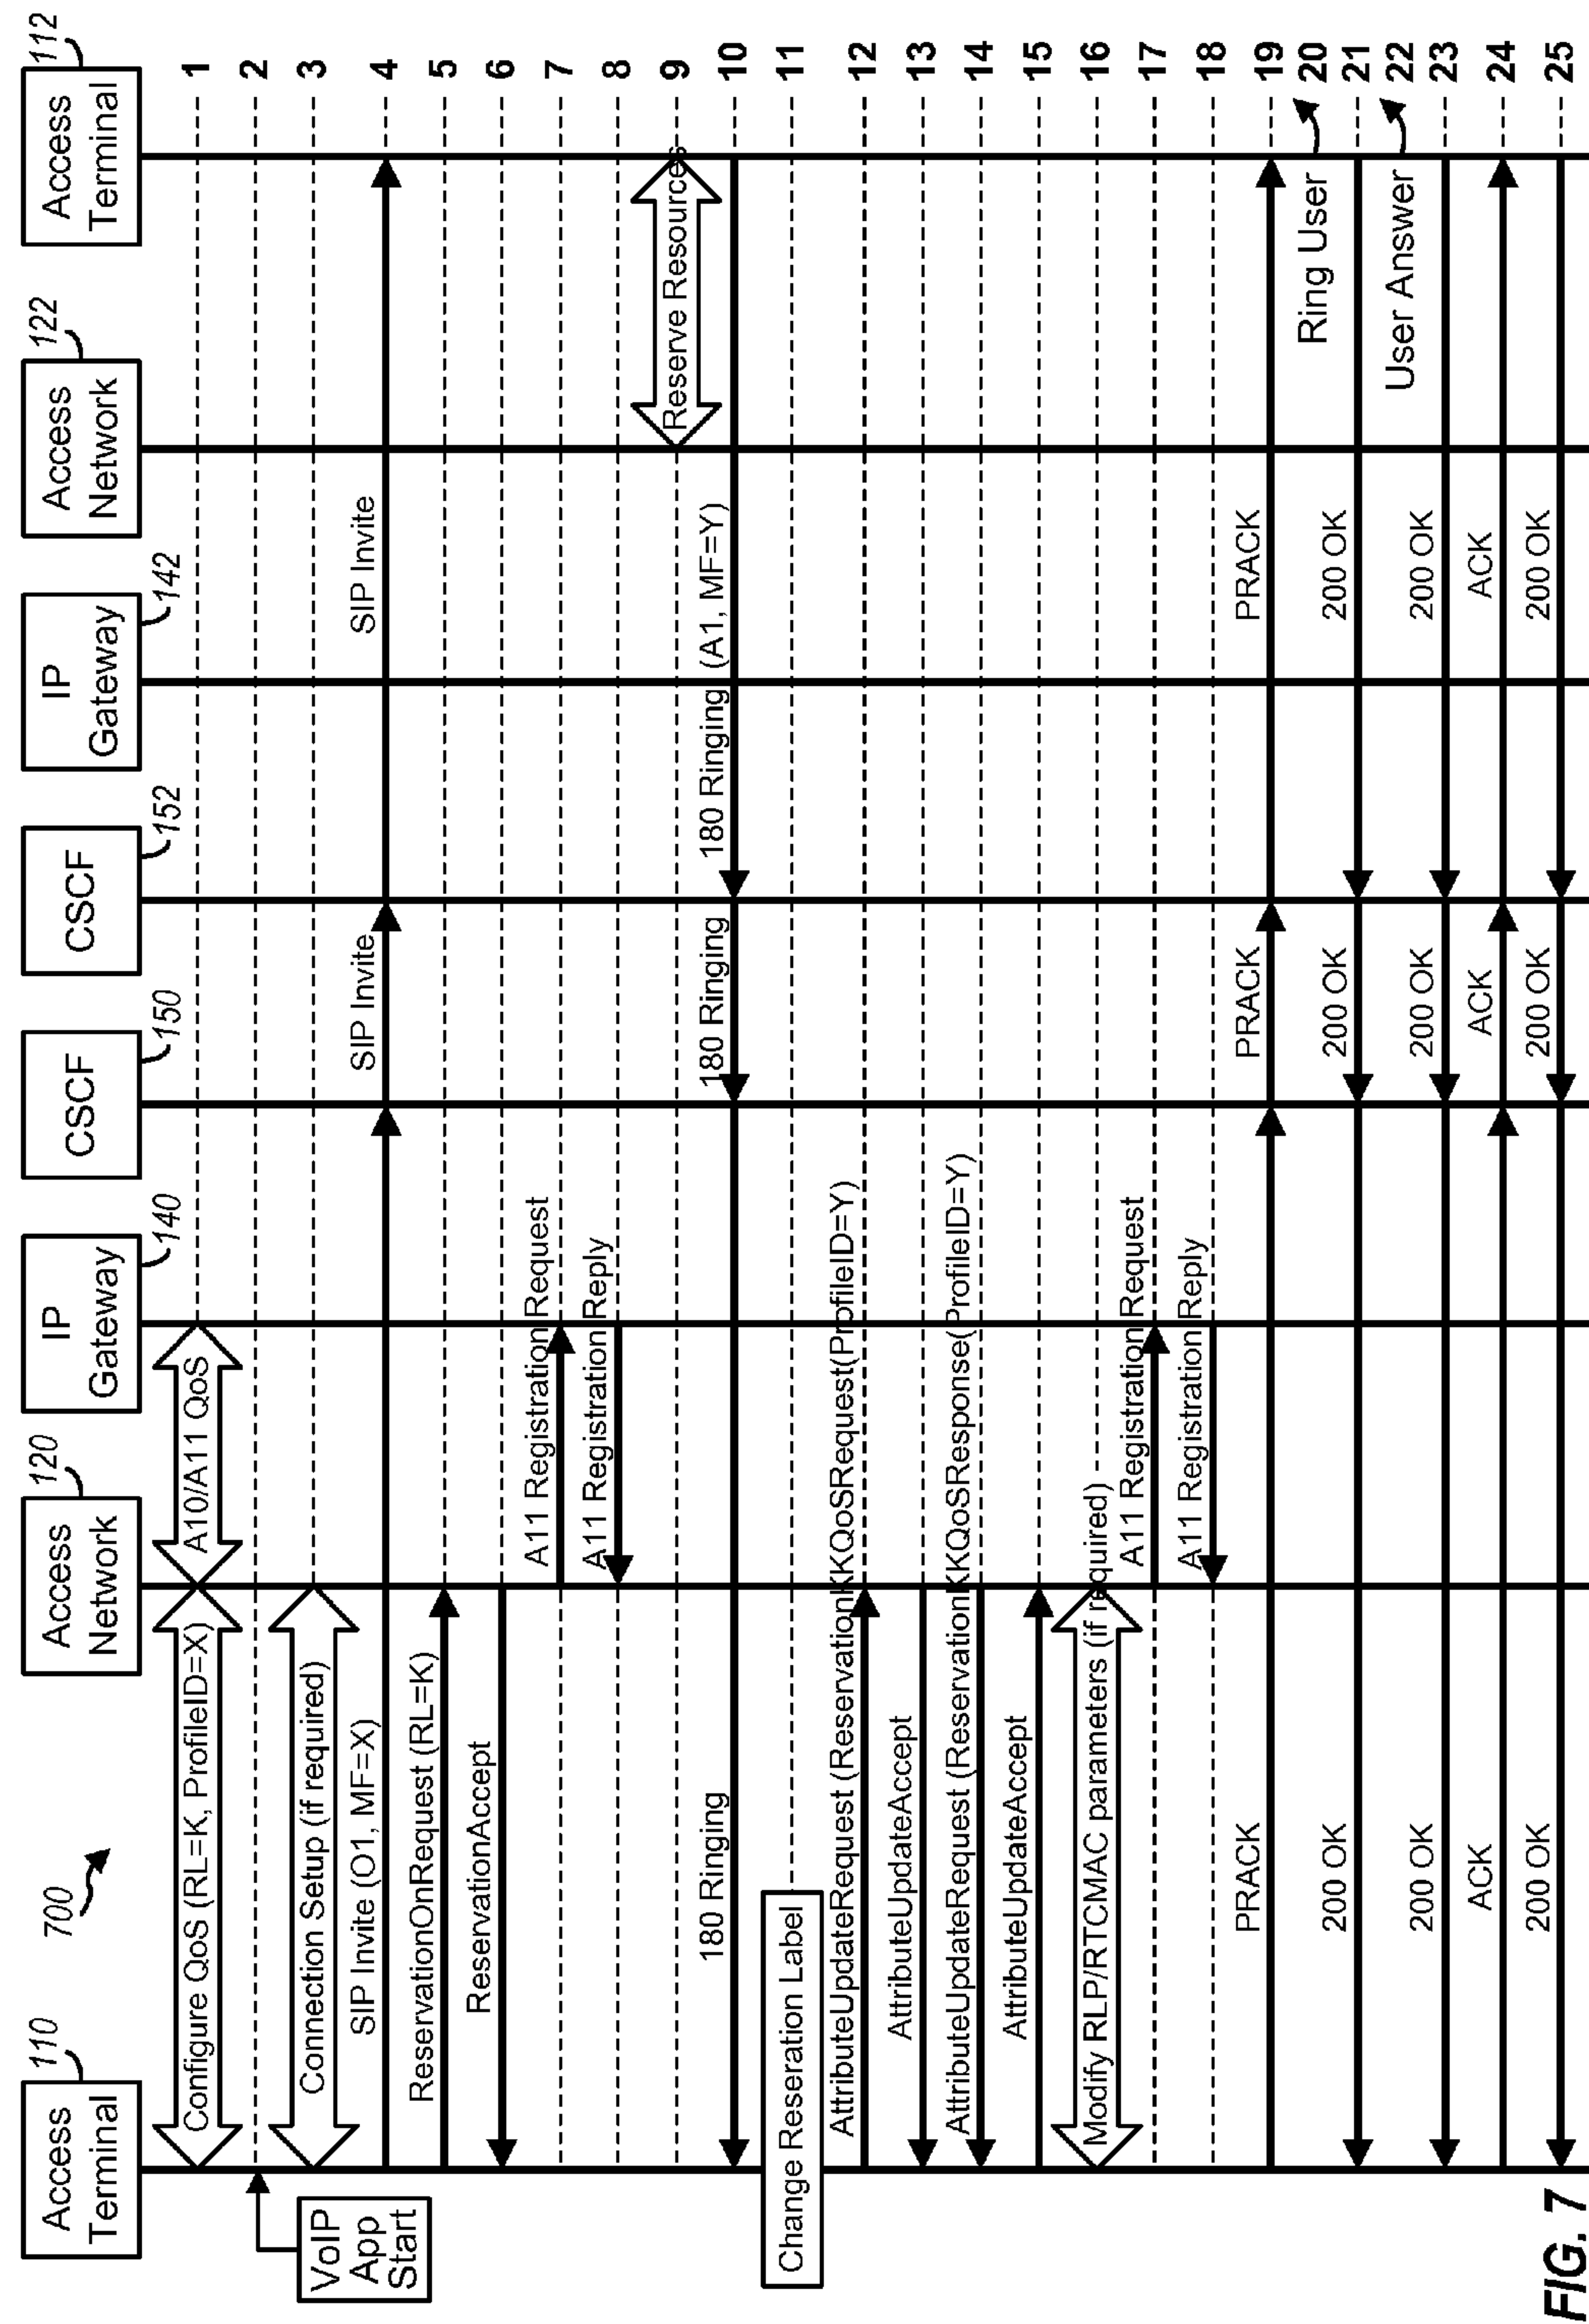 700
Access
Terminal
110
Access
Network
120
IP
Gateway
140
CSCF
150
CSCF
152
IP
Gateway
142
Access
Network
122
Access
Terminal
112
Configure QoS (RL=K, ProfileID=X)
A10/A11 QoS
1
VoIP
App
Start
2
Connection Setup (if required)
3
SIP Invite (O1, MF=X)
SIP Invite
SIP Invite
4
ReservationOnRequest (RL=K)
5
ReservationAccept
6
A11 Registration Request
7
A11 Registration Reply
8
Reserve Resources
9
180 Ringing
180 Ringing
180 Ringing (A1, MF=Y)
10
Change Reseration Label
11
AttributeUpdateRequest (ReservationKKQoSRequest(ProfileID=Y)
12
AttributeUpdateAccept
13
AttributeUpdateRequest (ReservationKKQoSResponse(ProfileID=Y)
14
AttributeUpdateAccept
15
Modify RLP/RTCMAC parameters (if required)
16
A11 Registration Request
17
A11 Registration Reply
18
PRACK
PRACK
PRACK
19
Ring User
20
200 OK
200 OK
200 OK
21
User Answer
22
200 OK
200 OK
200 OK
23
ACK
ACK
ACK
24
200 OK
200 OK
200 OK
25
FIG. 7